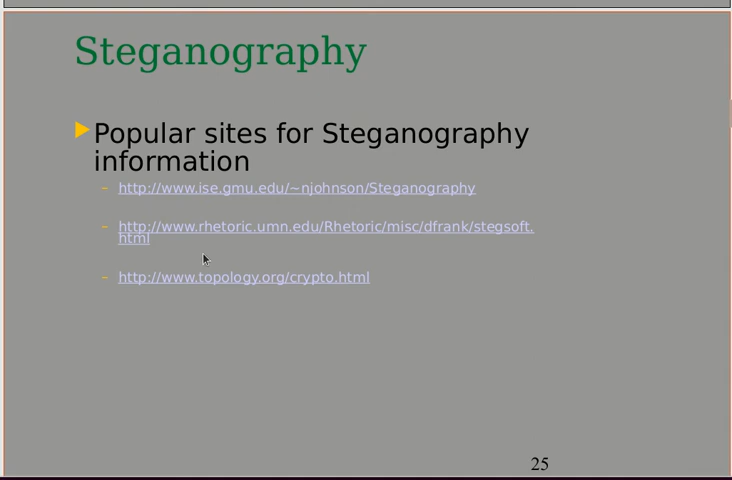 Steganography
Popular sites for Steganography
information
– http://www.ise.gmu.edu/~njohnson/Steganography
– http://www.rhetoric.umn.edu/Rhetoric/misc/dfrank/stegsoft.
html
– http://www.topology.org/crypto.html
25